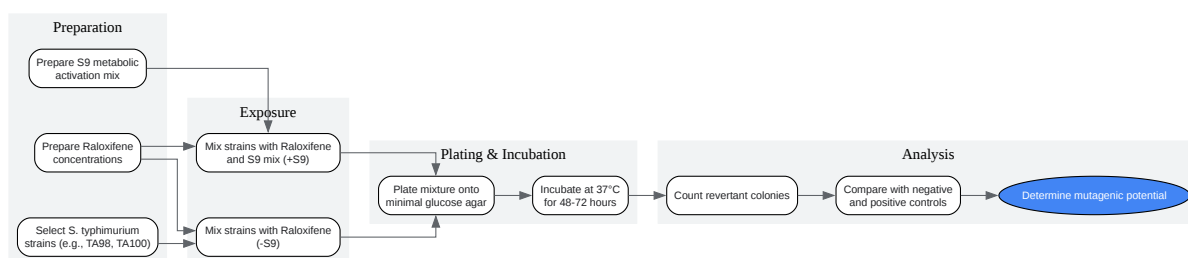 Preparation
Prepare S9 metabolic
activation mix
Prepare Raloxifene
concentrations
Select S. typhimurium
strains (e.g., TA98, TA100)
Exposure
Mix strains with Raloxifene
and S9 mix (+S9)
Mix strains with Raloxifene
(-S9)
Plating & Incubation
Plate mixture onto
minimal glucose agar
Incubate at 37°C
for 48-72 hours
Analysis
Count revertant colonies
Compare with negative
and positive controls
Determine mutagenic potential